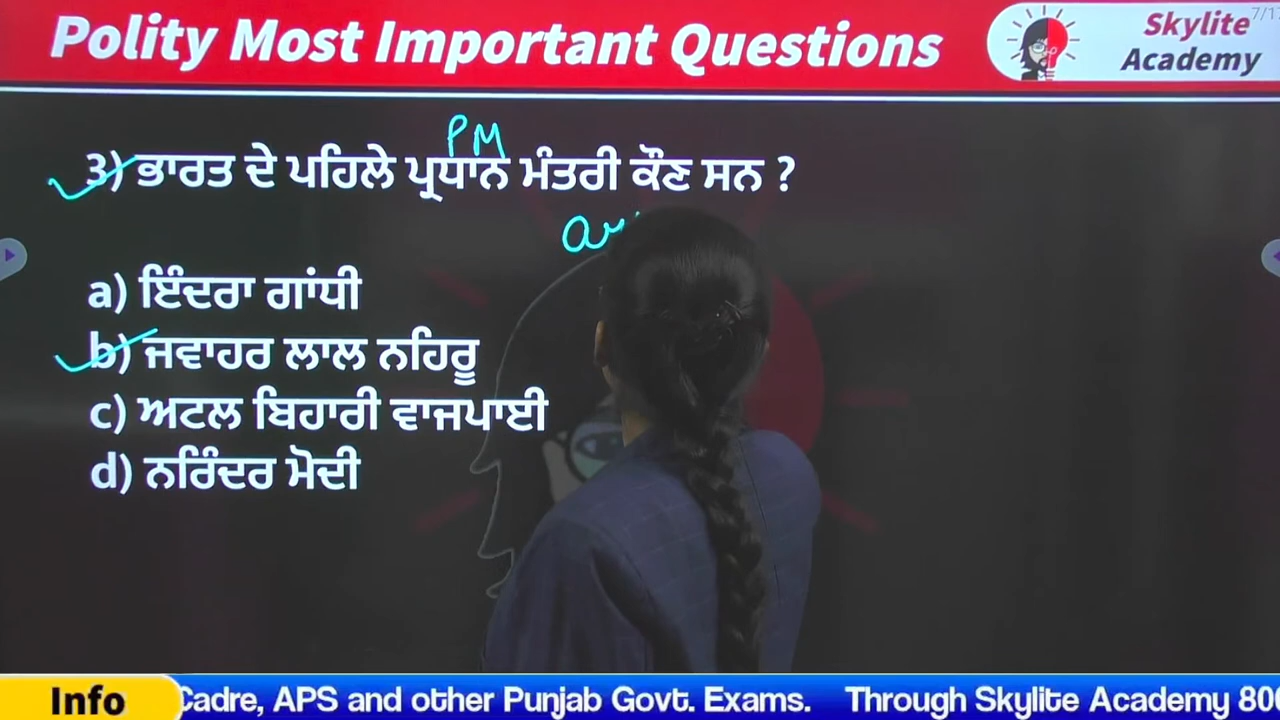 Polity Most Important Questions
Skylite
Academy
PM
3) ਭਾਰਤ ਦੇ ਪਹਿਲੇ ਪ੍ਰਧਾਨ ਮੰਤਰੀ ਕੌਣ ਸਨ ?
a) ਇੰਦਰਾ ਗਾਂਧੀ
b) ਜਵਾਹਰ ਲਾਲ ਨਹਿਰੂ
c) ਅਟਲ ਬਿਹਾਰੀ ਵਾਜਪਾਈ
d) ਨਰਿੰਦਰ ਮੋਦੀ
Info
Cadre, APS and other Punjab Govt. Exams. Through Skylite Academy